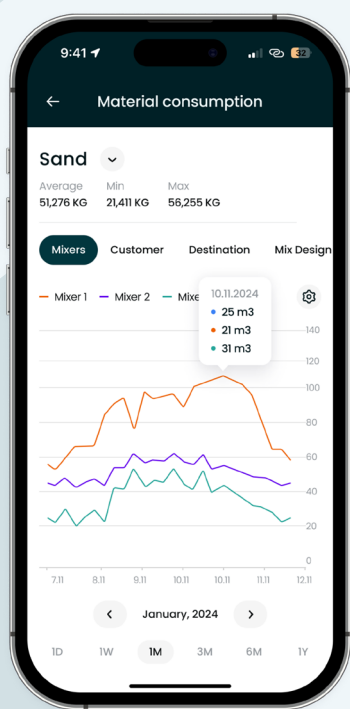 9:41 32
Material consumption
Sand
Average Min Max
51,276 KG 21,411 KG 56,255 KG
Mixers Customer Destination Mix Design
Mixer 1 Mixer 2 Mixe
10.11.2024
25 m3
21 m3
31 m3
140
120
100
80
60
40
20
0
7.11 8.11 9.11 10.11 10.11 11.11 12.11
January, 2024
1D 1W 1M 3M 6M 1Y